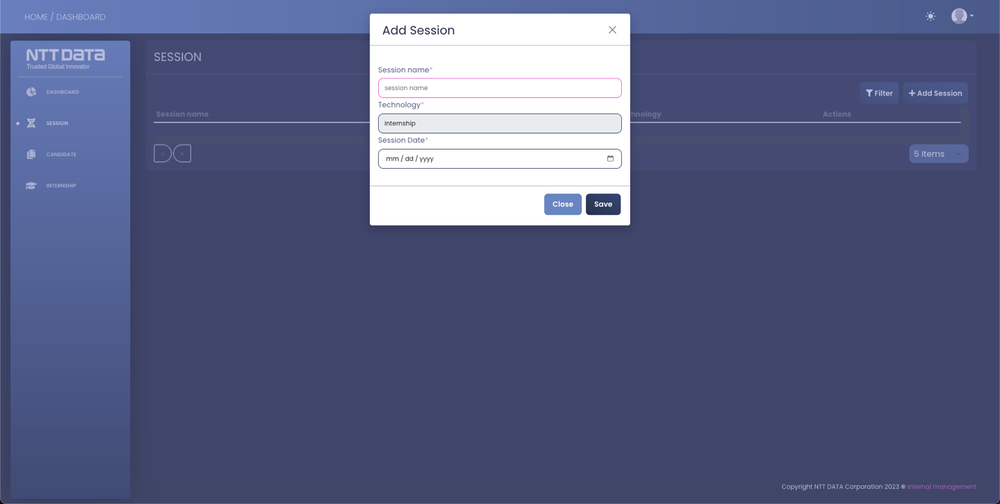 HOME / DASHBOARD
Add Session
NTT DATA
Trusted Global Innovator
SESSION
Session name*
session name
DASHBOARD
Filter
+ Add Session
Technology*
Session name
hnology
Actions
SESSION
Internship
Session Date*
CANDIDATE
mm / dd / yyyy
5 Items
INTERNSHIP
Close
Save
Copyright NTT DATA Corporation 2023 © Internal management